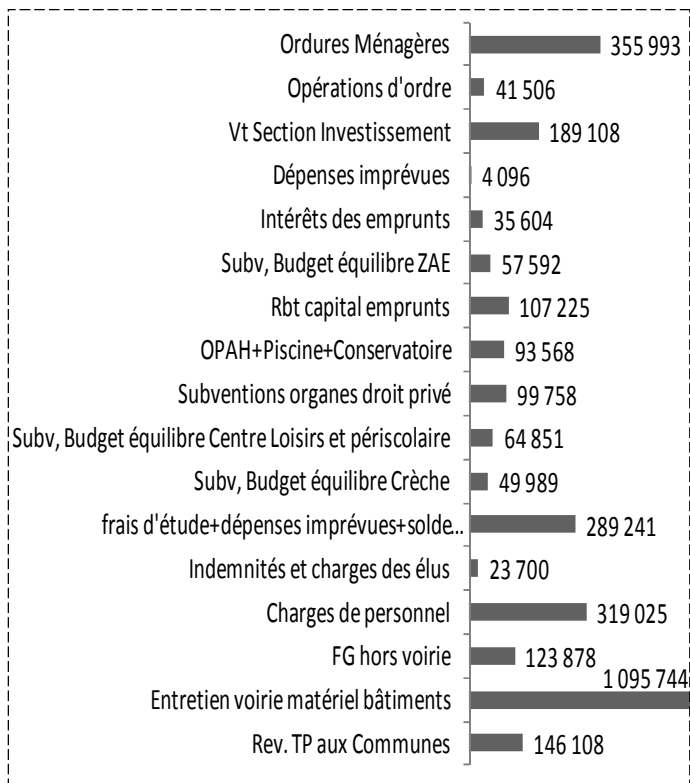 Ordures Ménagères 355 993
Opérations d'ordre 41 506
Vt Section Investissement 189 108
Dépenses imprévues 4 096
Intérêts des emprunts 35 604
Subv, Budget équilibre ZAE 57 592
Rbt capital emprunts 107 225
OPAH+Piscine+Conservatoire 93 568
Subventions organes droit privé 99 758
Subv, Budget équilibre Centre Loisirs et périscolaire 64 851
Subv, Budget équilibre Crèche 49 989
frais d'étude+dépenses imprévues+solde... 289 241
Indemnités et charges des élus 23 700
Charges de personnel 319 025
FG hors voirie 123 878
Entretien voirie matériel bâtiments 1 095 744
Rev. TP aux Communes 146 108